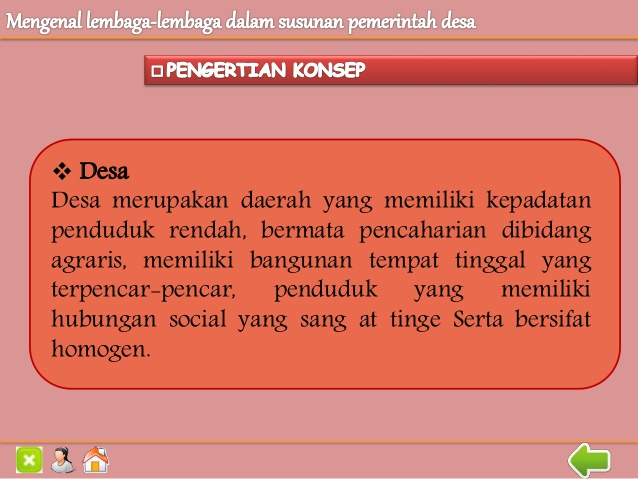 Mengenal lembaga-lembaga dalam susunan pemerintah desa
PENGERTIAN KONSEP
Desa
Desa merupakan daerah yang memiliki kepadatan
penduduk rendah, bermata pencaharian dibidang
agraris, memiliki bangunan tempat tinggal yang
terpencar-pencar, penduduk yang memiliki
hubungan social yang sang at tinge Serta bersifat
homogen.